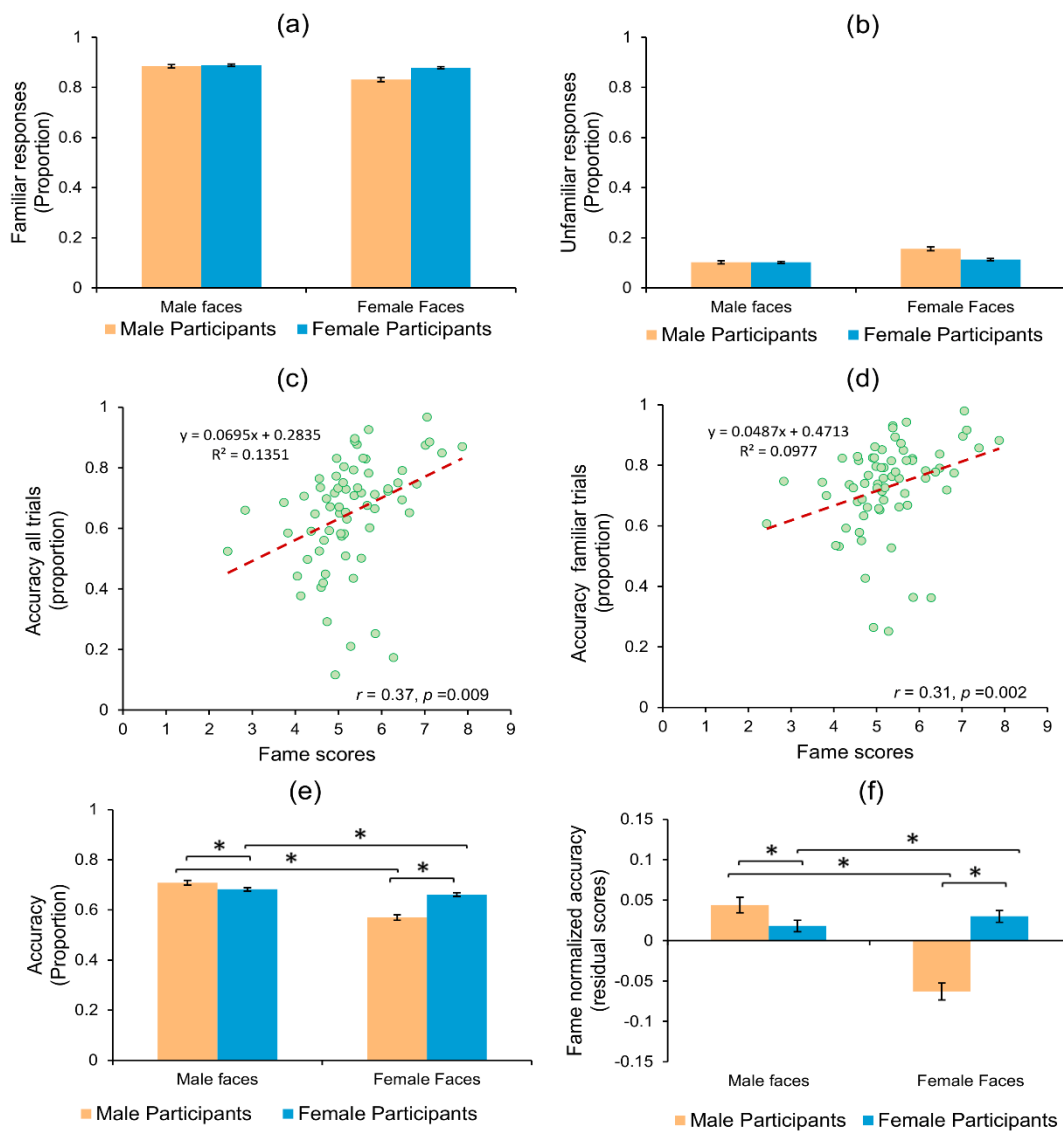 (a)
Familiar responses
(Proportion)
1
0.8
0.6
0.4
0.2
0
Male faces
Female Faces
Male Participants
Female Participants
(b)
Unfamiliar responses
(Proportion)
1
0.8
0.6
0.4
0.2
0
Male faces
Female Faces
Male Participants
Female Participants
(c)
Accuracy all trials
(proportion)
1
0.8
0.6
0.4
0.2
0
y = 0.0695x + 0.2835
R² = 0.1351
r = 0.37, p =0.009
0 1 2 3 4 5 6 7 8 9
Fame scores
(d)
Accuracy familiar trials
(proportion)
1
0.8
0.6
0.4
0.2
0
y = 0.0487x + 0.4713
R² = 0.0977
r = 0.31, p =0.002
0 1 2 3 4 5 6 7 8 9
Fame scores
(e)
Accuracy
(Proportion)
1
0.8
0.6
0.4
0.2
0
*
*
*
*
Male faces
Female Faces
Male Participants
Female Participants
(f)
Fame normalized accuracy
(residual scores)
0.15
0.1
0.05
0
-0.05
-0.1
-0.15
*
*
*
*
Male faces
Female Faces
Male Participants
Female Participants